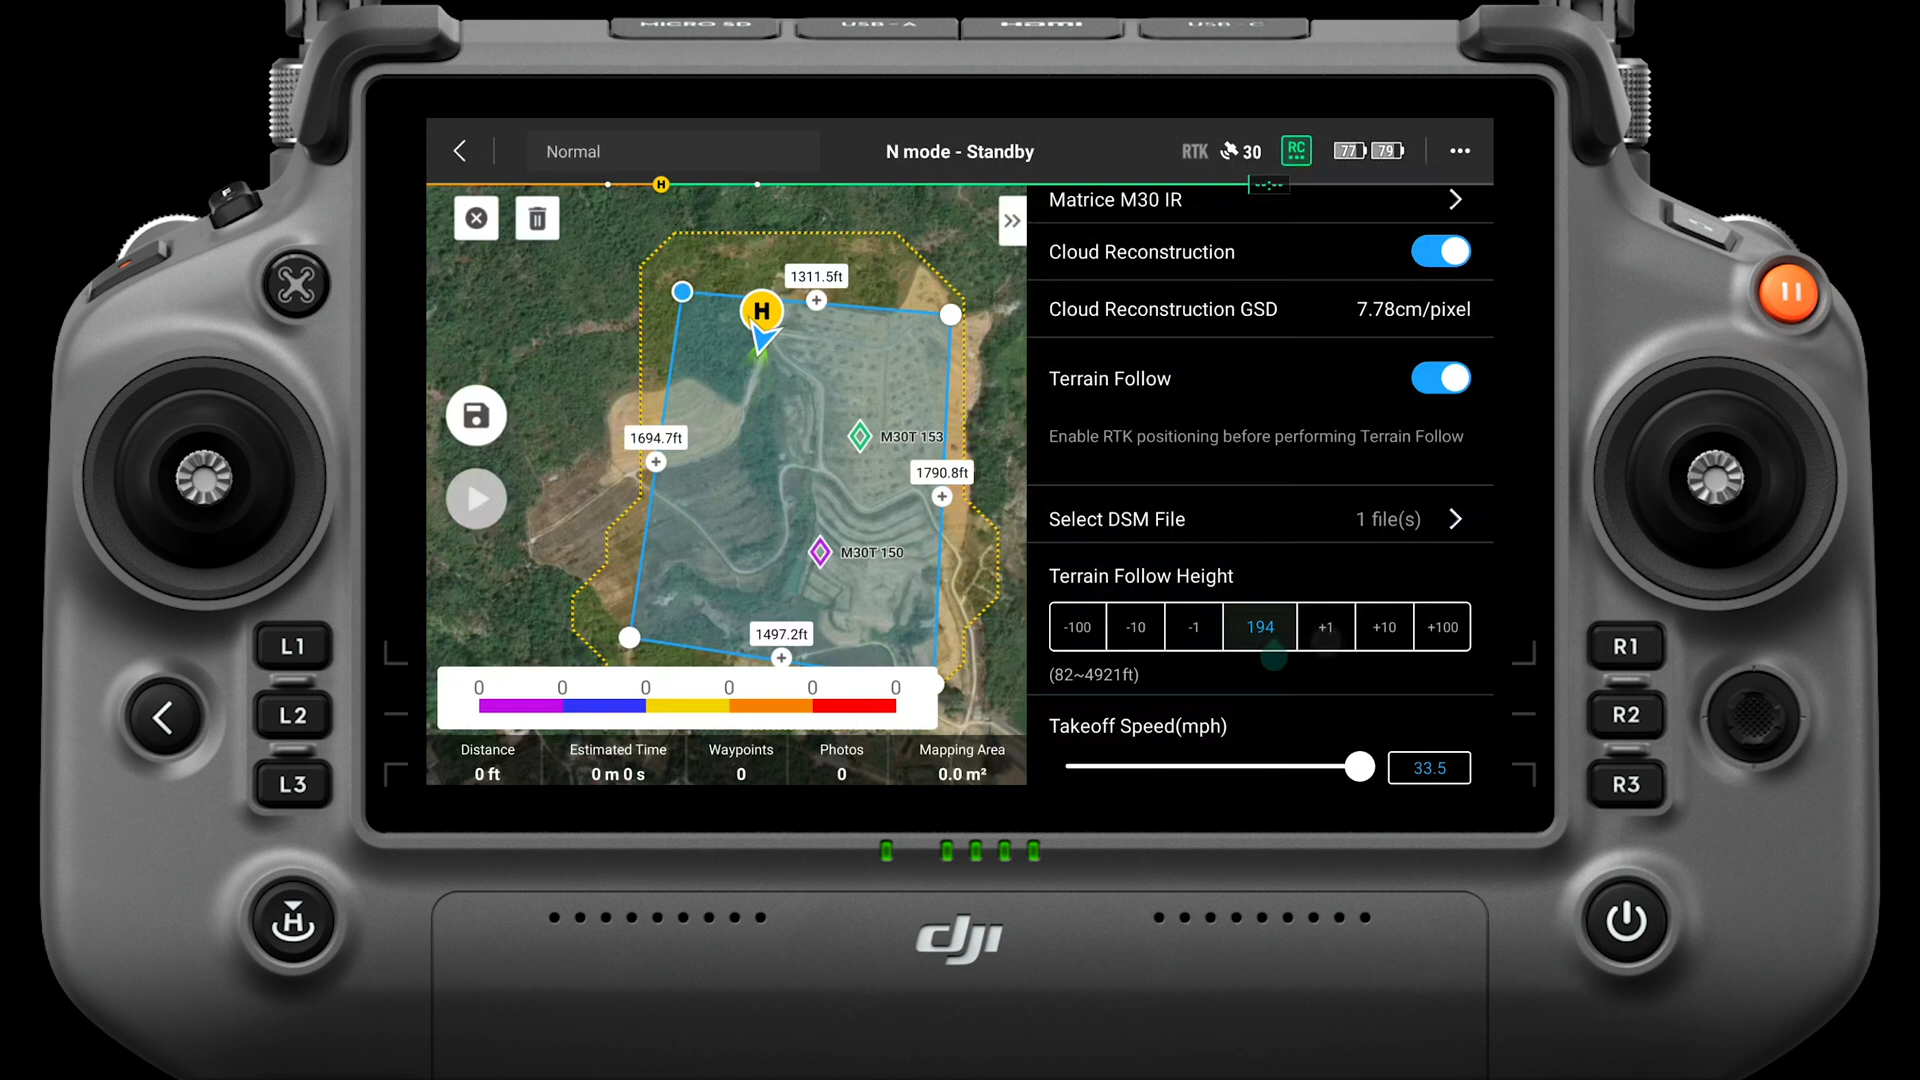 MICRO SD
USB-A
HDMI
USB-C
Normal
N mode - Standby
RTK
30
RC
77
79
--:--
H
1311.5ft
H
1694.7ft
M30T 153
1790.8ft
M30T 150
1497.2ft
0 0 0 0 0 0
Distance Estimated Time Waypoints Photos Mapping Area
0 ft 0 m 0 s 0 0 0.0 m²
Matrice M30 IR
Cloud Reconstruction
Cloud Reconstruction GSD 7.78cm/pixel
Terrain Follow
Enable RTK positioning before performing Terrain Follow
Select DSM File 1 file(s)
Terrain Follow Height
-100 -10 -1 194 +1 +10 +100
(82~4921ft)
Takeoff Speed(mph)
33.5
L1
L2
L3
R1
R2
R3
H
dji